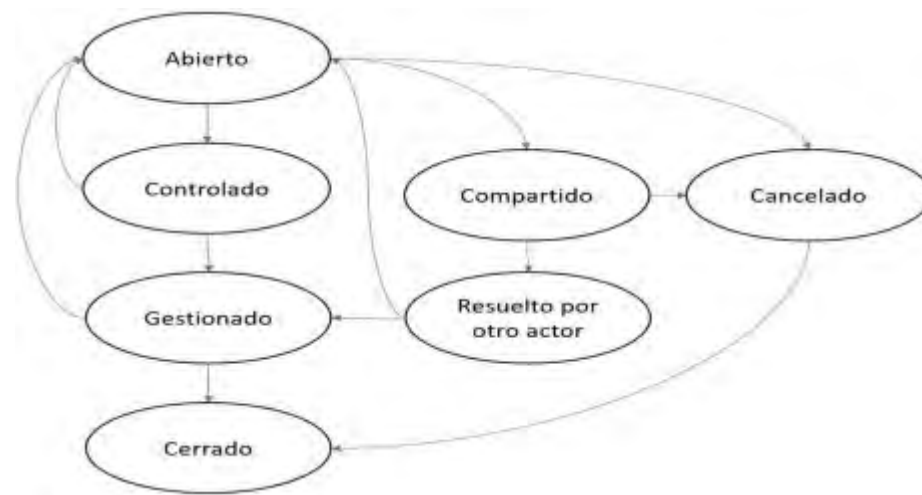 Abierto
Controlado
Compartido
Cancelado
Gestionado
Resuelto por
otro actor
Cerrado